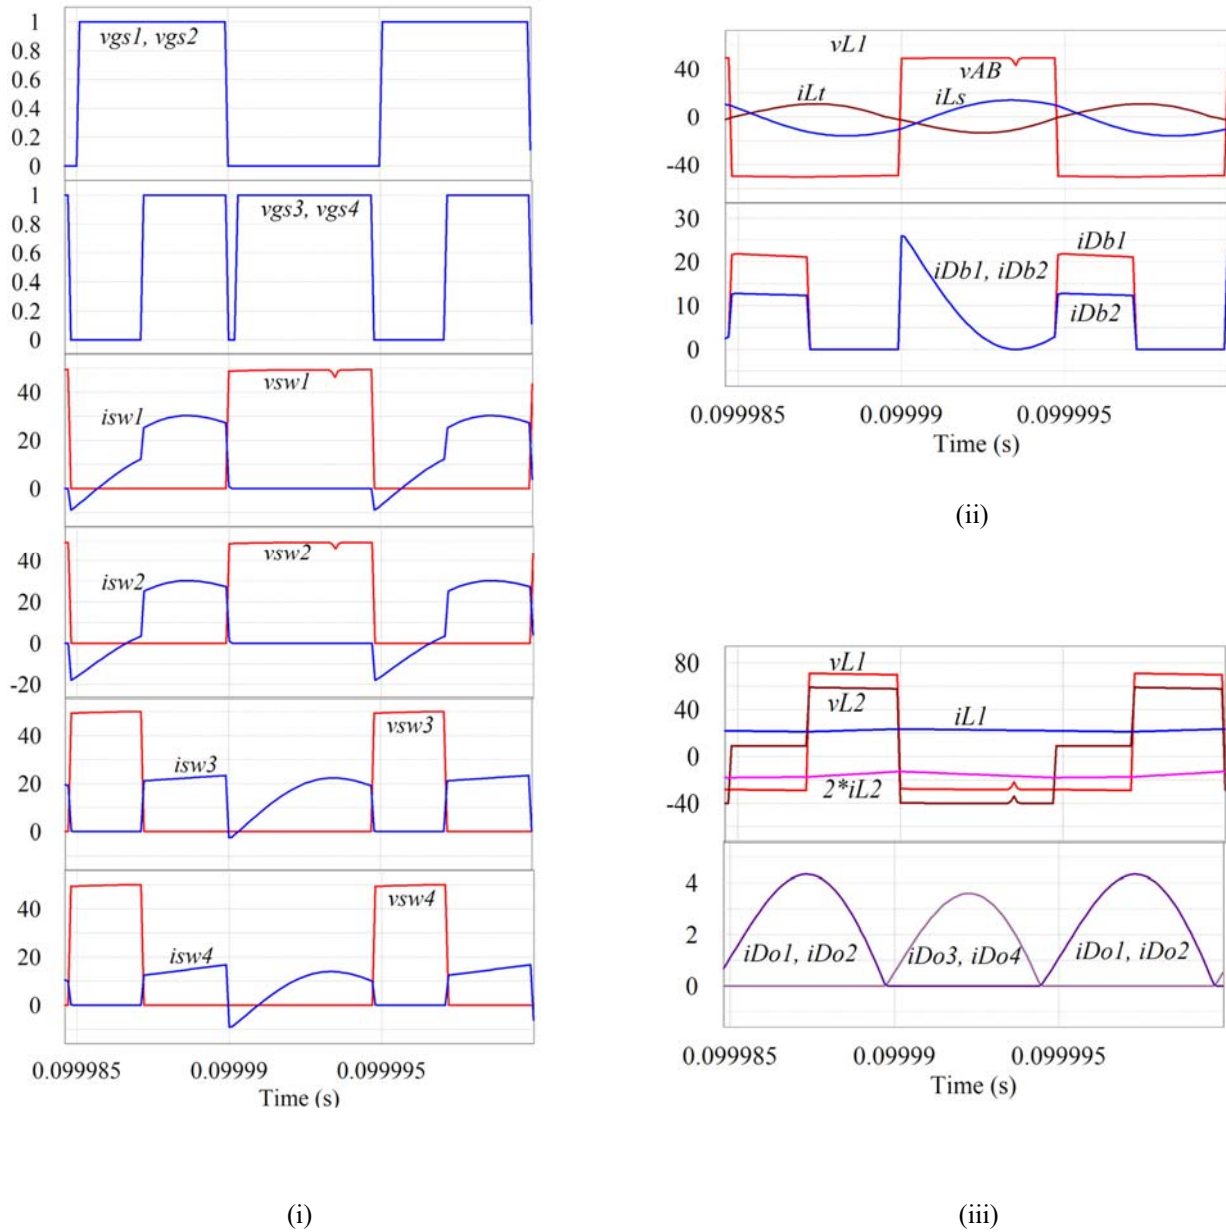 1
0.8
0.6
0.4
0.2
0
vgs1, vgs2
1
0.8
0.6
0.4
0.2
0
vgs3, vgs4
40
20
0
vsw1
isw1
40
20
0
-20
vsw2
isw2
40
20
0
vsw3
isw3
40
20
0
vsw4
isw4
0.099985 0.09999 0.099995
Time (s)
(i)
40
0
-40
vL1
vAB
iLt
iLs
30
20
10
0
iDb1
iDb1, iDb2
iDb2
0.099985 0.09999 0.099995
Time (s)
(ii)
80
40
0
-40
vL1
vL2
iL1
2*iL2
4
2
0
iDo1, iDo2
iDo3, iDo4
iDo1, iDo2
0.099985 0.09999 0.099995
Time (s)
(iii)